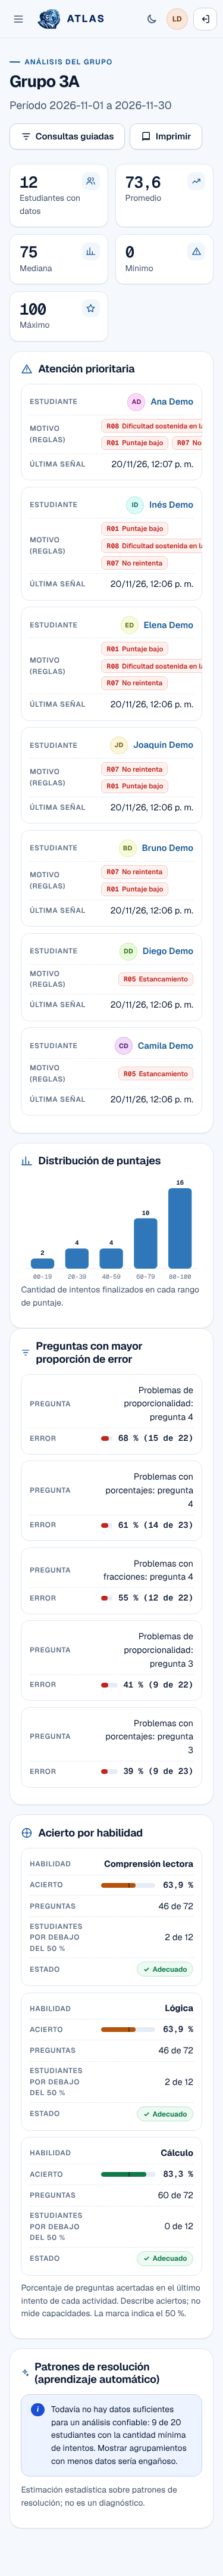 ATLAS
LD
ANÁLISIS DEL GRUPO
Grupo 3A
Período 2026-11-01 a 2026-11-30
Consultas guiadas
Imprimir
12
Estudiantes con
datos
73,6
Promedio
75
Mediana
0
Mínimo
100
Máximo
Atención prioritaria
ESTUDIANTE
AD Ana Demo
MOTIVO
(REGLAS)
R08 Dificultad sostenida en la
R01 Puntaje bajo
R07 No
ÚLTIMA SEÑAL
20/11/26, 12:07 p. m.
ESTUDIANTE
ID Inés Demo
MOTIVO
(REGLAS)
R01 Puntaje bajo
R08 Dificultad sostenida en la
R07 No reintenta
ÚLTIMA SEÑAL
20/11/26, 12:06 p. m.
ESTUDIANTE
ED Elena Demo
MOTIVO
(REGLAS)
R01 Puntaje bajo
R08 Dificultad sostenida en la
R07 No reintenta
ÚLTIMA SEÑAL
20/11/26, 12:06 p. m.
ESTUDIANTE
JD Joaquín Demo
MOTIVO
(REGLAS)
R07 No reintenta
R01 Puntaje bajo
ÚLTIMA SEÑAL
20/11/26, 12:06 p. m.
ESTUDIANTE
BD Bruno Demo
MOTIVO
(REGLAS)
R07 No reintenta
R01 Puntaje bajo
ÚLTIMA SEÑAL
20/11/26, 12:06 p. m.
ESTUDIANTE
DD Diego Demo
MOTIVO
(REGLAS)
R05 Estancamiento
ÚLTIMA SEÑAL
20/11/26, 12:06 p. m.
ESTUDIANTE
CD Camila Demo
MOTIVO
(REGLAS)
R05 Estancamiento
ÚLTIMA SEÑAL
20/11/26, 12:06 p. m.
Distribución de puntajes
2
4
4
10
16
00-19
20-39
40-59
60-79
80-100
Cantidad de intentos finalizados en cada rango
de puntaje.
Preguntas con mayor
proporción de error
PREGUNTA
Problemas de
proporcionalidad:
pregunta 4
ERROR
68 % (15 de 22)
PREGUNTA
Problemas con
porcentajes: pregunta
4
ERROR
61 % (14 de 23)
PREGUNTA
Problemas con
fracciones: pregunta 4
ERROR
55 % (12 de 22)
PREGUNTA
Problemas de
proporcionalidad:
pregunta 3
ERROR
41 % (9 de 22)
PREGUNTA
Problemas con
porcentajes: pregunta
3
ERROR
39 % (9 de 23)
Acierto por habilidad
HABILIDAD
Comprensión lectora
ACIERTO
63,9 %
PREGUNTAS
46 de 72
ESTUDIANTES
POR DEBAJO
DEL 50 %
2 de 12
ESTADO
Adecuado
HABILIDAD
Lógica
ACIERTO
63,9 %
PREGUNTAS
46 de 72
ESTUDIANTES
POR DEBAJO
DEL 50 %
2 de 12
ESTADO
Adecuado
HABILIDAD
Cálculo
ACIERTO
83,3 %
PREGUNTAS
60 de 72
ESTUDIANTES
POR DEBAJO
DEL 50 %
0 de 12
ESTADO
Adecuado
Porcentaje de preguntas acertadas en el último
intento de cada actividad. Describe aciertos; no
mide capacidades. La marca indica el 50 %.
Patrones de resolución
(aprendizaje automático)
Todavía no hay datos suficientes
para un análisis confiable: 9 de 20
estudiantes con la cantidad mínima
de intentos. Mostrar agrupamientos
con menos datos sería engañoso.
Estimación estadística sobre patrones de
resolución; no es un diagnóstico.